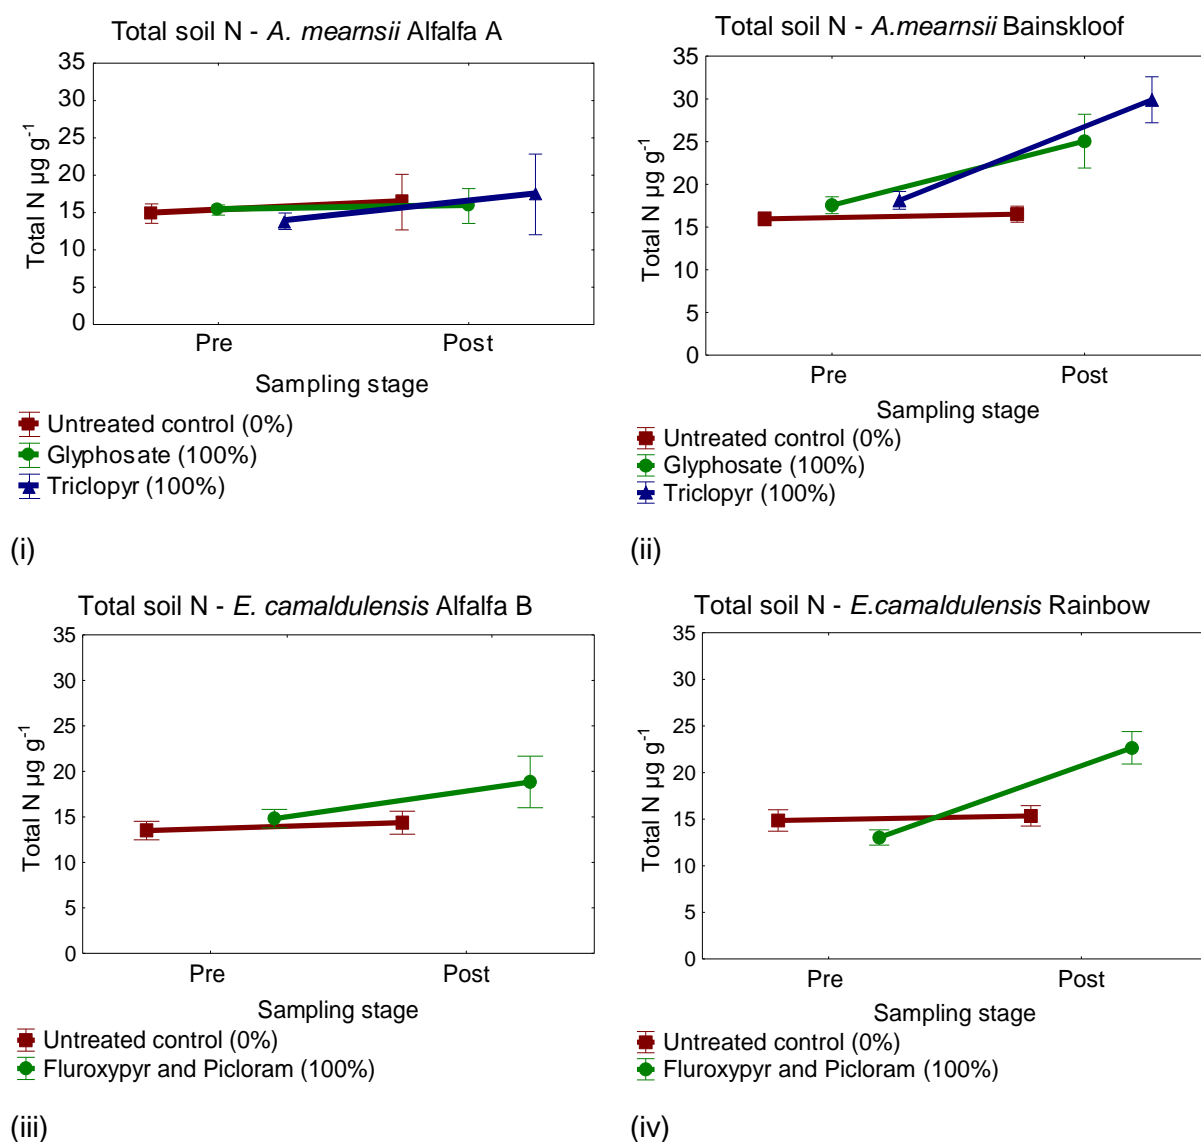 Total soil N - A. mearnsii Alfalfa A
35
30
25
20
15
10
5
0
Total N µg g-1
Pre Post
Sampling stage
Untreated control (0%)
Glyphosate (100%)
Triclopyr (100%)
(i)
Total soil N - A.mearnsii Bainskloof
35
30
25
20
15
10
5
0
Total N µg g-1
Pre Post
Sampling stage
Untreated control (0%)
Glyphosate (100%)
Triclopyr (100%)
(ii)
Total soil N - E. camaldulensis Alfalfa B
35
30
25
20
15
10
5
0
Total N µg g-1
Pre Post
Sampling stage
Untreated control (0%)
Fluroxypyr and Picloram (100%)
(iii)
Total soil N - E.camaldulensis Rainbow
35
30
25
20
15
10
5
0
Total N µg g-1
Pre Post
Sampling stage
Untreated control (0%)
Fluroxypyr and Picloram (100%)
(iv)